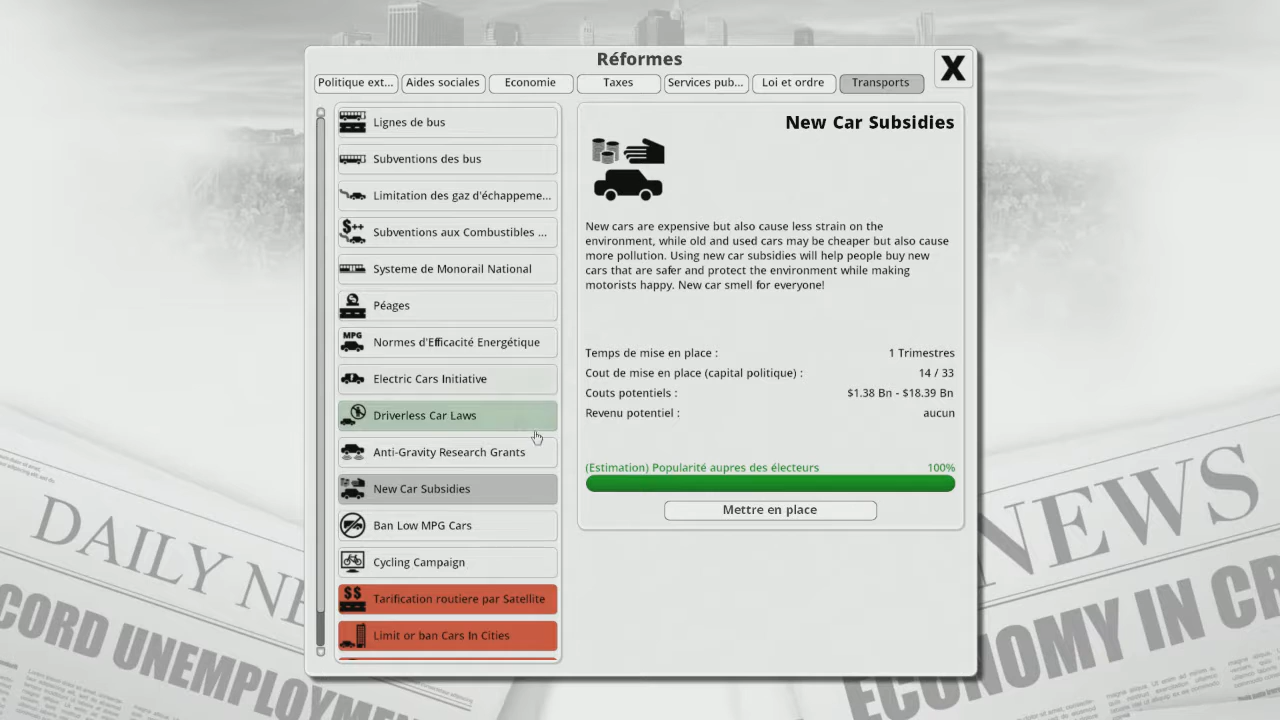 Réformes
X
Politique ext...
Aides sociales
Economie
Taxes
Services pub...
Loi et ordre
Transports
Lignes de bus
Subventions des bus
Limitation des gaz d'échappeme...
$++
Subventions aux Combustibles ...
Systeme de Monorail National
Péages
MPG
Normes d'Efficacité Energétique
Electric Cars Initiative
Driverless Car Laws
Anti-Gravity Research Grants
New Car Subsidies
Ban Low MPG Cars
Cycling Campaign
$$
Tarification routiere par Satellite
Limit or ban Cars In Cities
New Car Subsidies
New cars are expensive but also cause less strain on the
environment, while old and used cars may be cheaper but also cause
more pollution. Using new car subsidies will help people buy new
cars that are safer and protect the environment while making
motorists happy. New car smell for everyone!
Temps de mise en place : 1 Trimestres
Cout de mise en place (capital politique) : 14 / 33
Couts potentiels : $1.38 Bn - $18.39 Bn
Revenu potentiel : aucun
(Estimation) Popularité aupres des électeurs 100%
Mettre en place
DAILY NE
CORD UNEMPLOYM
NEWS
ECONOMY IN CR